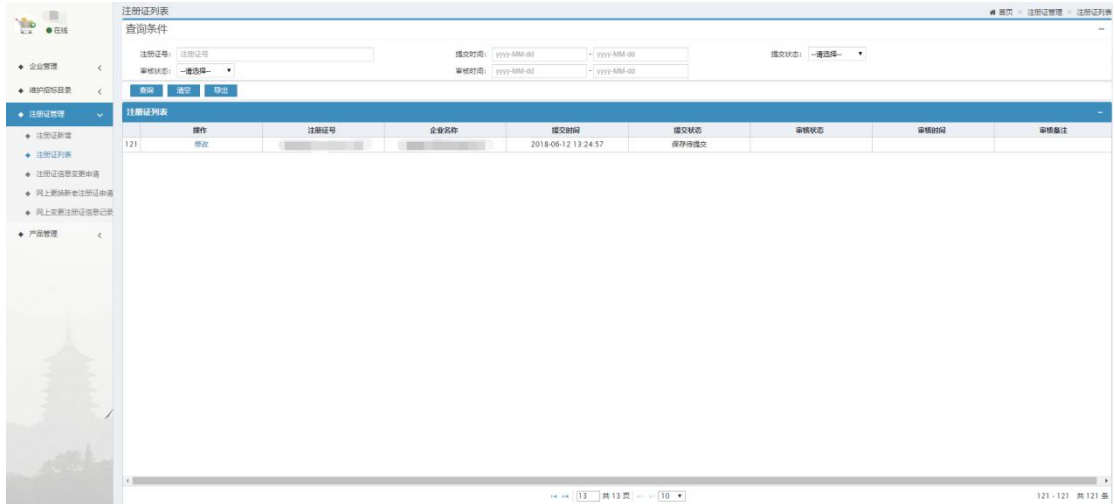 在线
企业管理
维护招标目录
注册证管理
注册证新增
注册证列表
注册证信息变更申请
网上更换新老注册证申请
网上变更注册证信息记录
产品管理
注册证列表
首页 > 注册证管理 > 注册证列表
查询条件
注册证号: 注册证号 提交时间: yyyy-MM-dd - yyyy-MM-dd 提交状态: --请选择--
审核状态: --请选择-- 审核时间: yyyy-MM-dd - yyyy-MM-dd
查询 清空 导出
注册证列表
操作 注册证号 企业名称 提交时间 提交状态 审核状态 审核时间 审核备注
121 修改 2018-06-12 13:24:57 保存待提交
13 共13页 10 121 - 121 共121条